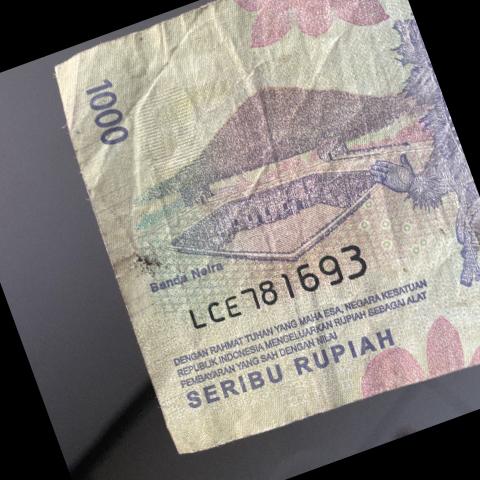 1000
Banda Neira
LCE781693
DENGAN RAHMAT TUHAN YANG MAHA ESA, NEGARA KESATUAN
REPUBLIK INDONESIA MENGELUARKAN RUPIAH SEBAGAI ALAT
PEMBAYARAN YANG SAH DENGAN NILAI
SERIBU RUPIAH